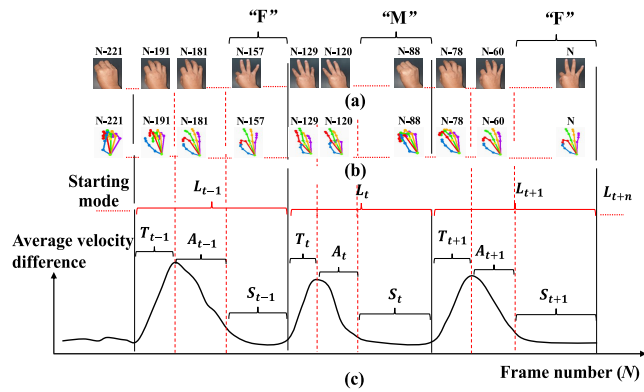 “F” “M” “F”
N-221 N-191 N-181 N-157 N-129 N-120 N-88 N-78 N-60 N
(a)
N-221 N-191 N-181 N-157 N-129 N-120 N-88 N-78 N-60 N
(b)
Starting mode
L_{t-1} L_t L_{t+1} L_{t+n}
Average velocity difference
T_{t-1} A_{t-1} T_t A_t T_{t+1} A_{t+1}
S_{t-1} S_t S_{t+1}
Frame number (N)
(c)